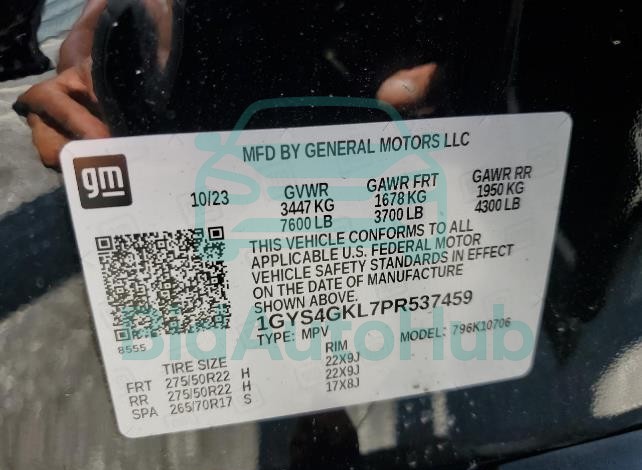 MFD BY GENERAL MOTORS LLC
gm
10/23 GVWR GAWR FRT GAWR RR
3447 KG 1678 KG 1950 KG
7600 LB 3700 LB 4300 LB
THIS VEHICLE CONFORMS TO ALL
APPLICABLE U.S. FEDERAL MOTOR
VEHICLE SAFETY STANDARDS IN EFFECT
ON THE DATE OF MANUFACTURE
SHOWN ABOVE.
1GYS4GKL7PR537459
8555 TYPE: MPV MODEL: 796K10706
BidAutoHub
TIRE SIZE RIM
FRT 275/50R22 H 22X9J
RR 275/50R22 H 22X9J
SPA 265/70R17 S 17X8J